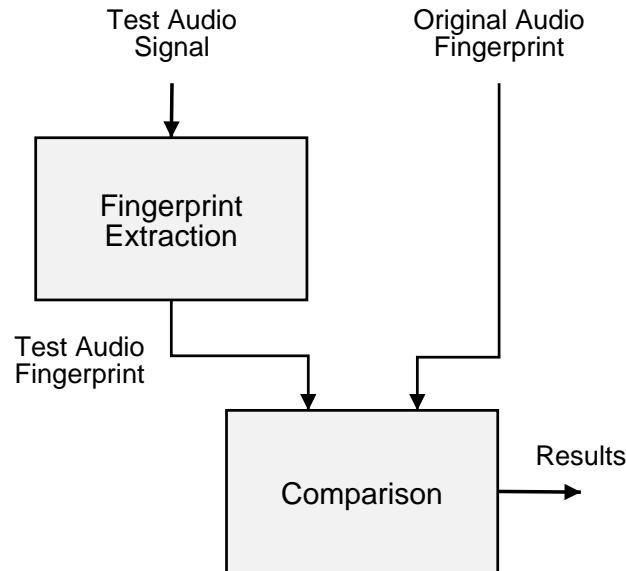 Test Audio
Signal
Original Audio
Fingerprint
Fingerprint
Extraction
Test Audio
Fingerprint
Results
Comparison